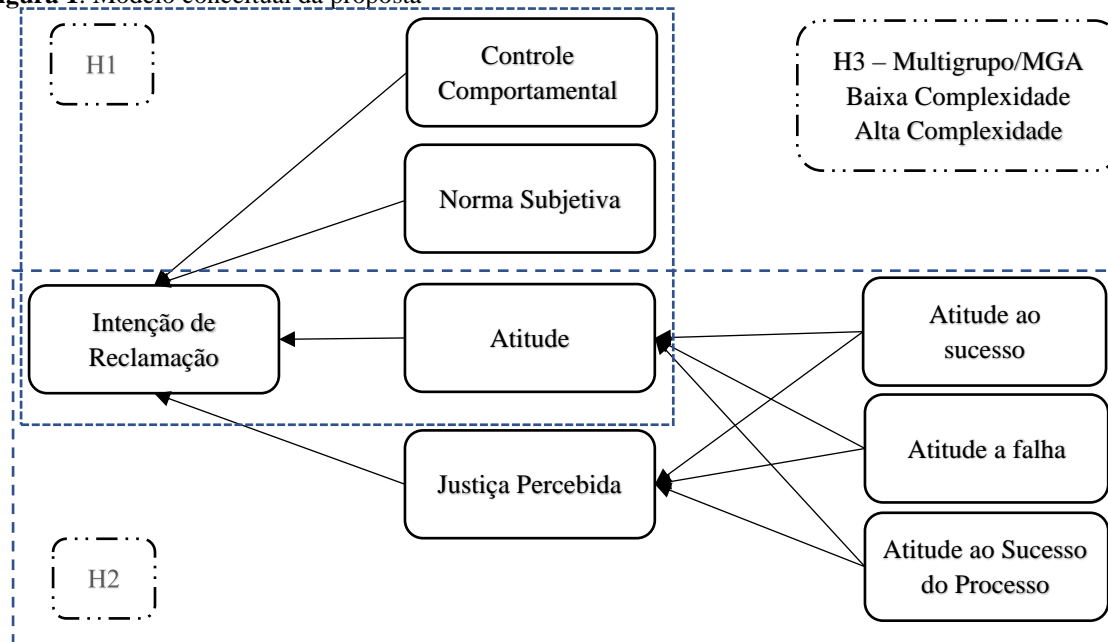 Figura 1. Modelo conceitual da proposta
H1
Controle
Comportamental
H3 – Multigrupo/MGA
Baixa Complexidade
Alta Complexidade
Norma Subjetiva
Intenção de
Reclamação
Atitude
Atitude ao
sucesso
Justiça Percebida
Atitude a falha
H2
Atitude ao Sucesso
do Processo